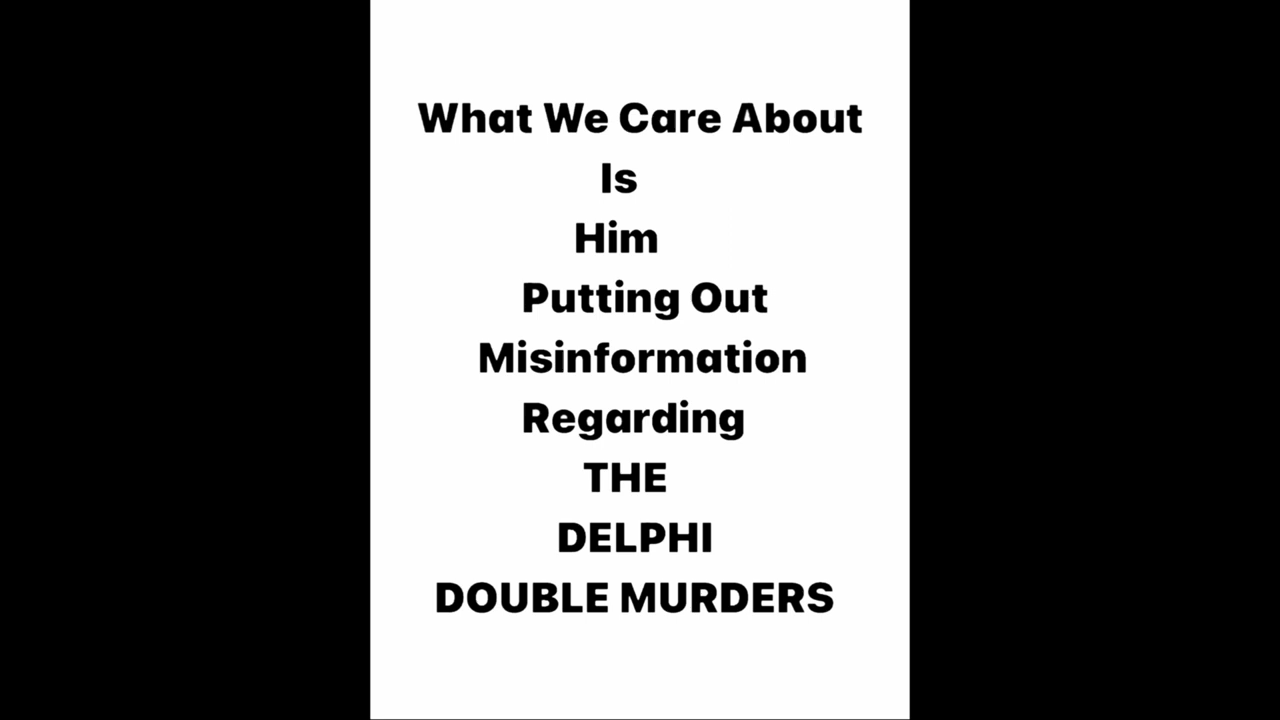 What We Care About
Is
Him
Putting Out
Misinformation
Regarding
THE
DELPHI
DOUBLE MURDERS